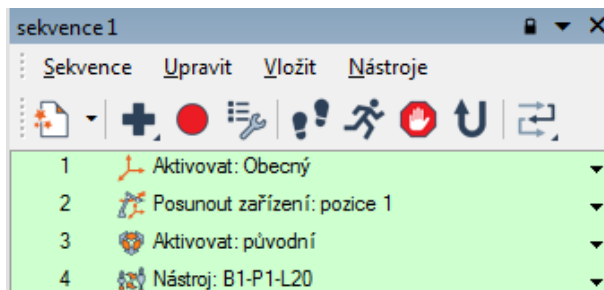 sekvence 1
Sekvence Upravit Vložit Nástroje
1 Aktivovat: Obecný
2 Posunout zařízení: pozice 1
3 Aktivovat: původní
4 Nástroj: B1-P1-L20